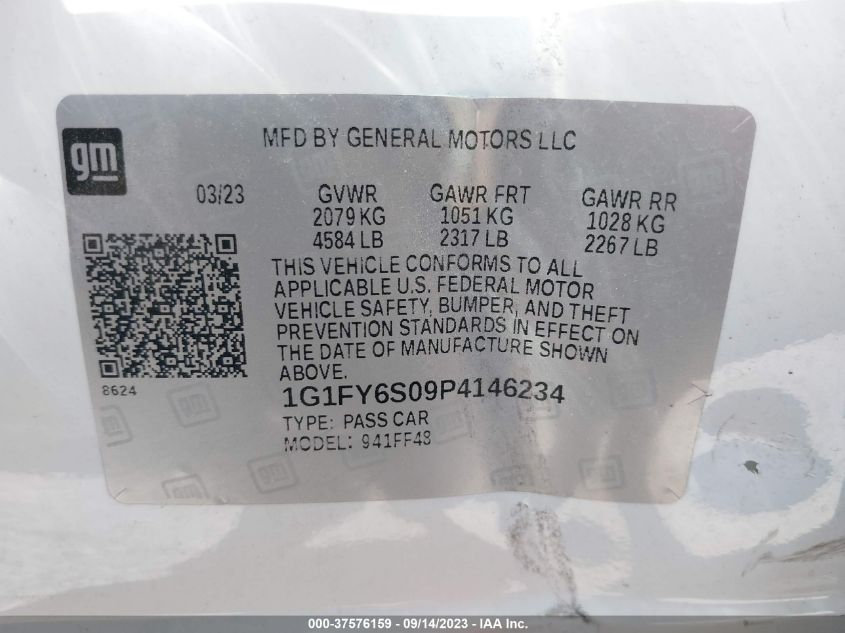 MFD BY GENERAL MOTORS LLC
gm
03/23 GVWR GAWR FRT GAWR RR
2079 KG 1051 KG 1028 KG
4584 LB 2317 LB 2267 LB
THIS VEHICLE CONFORMS TO ALL
APPLICABLE U.S. FEDERAL MOTOR
VEHICLE SAFETY, BUMPER, AND THEFT
PREVENTION STANDARDS IN EFFECT ON
THE DATE OF MANUFACTURE SHOWN
ABOVE.
8624
1G1FY6S09P4146234
TYPE: PASS CAR
MODEL: 941FF48
000-37576159 - 09/14/2023 - IAA Inc.